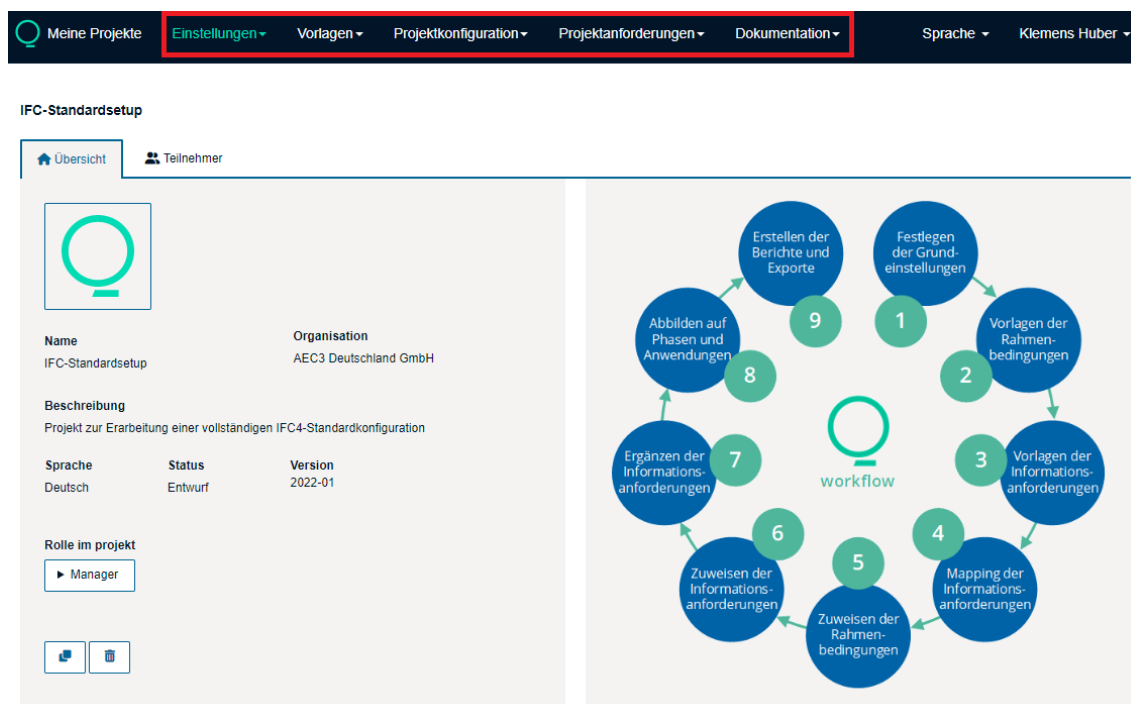 Meine Projekte Einstellungen Vorlagen Projektkonfiguration Projektanforderungen Dokumentation Sprache Klemens Huber
IFC-Standardsetup
Übersicht Teilnehmer
Name
IFC-Standardsetup
Organisation
AEC3 Deutschland GmbH
Beschreibung
Projekt zur Erarbeitung einer vollständigen IFC4-Standardkonfiguration
Sprache Status Version
Deutsch Entwurf 2022-01
Rolle im projekt
Manager
Festlegen
der Grund-
einstellungen
1
Vorlagen der
Rahmen-
bedingungen
2
Vorlagen der
Informations-
anforderungen
3
Mapping der
Informations-
anforderungen
4
Zuweisen der
Rahmen-
bedingungen
5
Zuweisen der
Informations-
anforderungen
6
Ergänzen der
Informations-
anforderungen
7
Abbilden auf
Phasen und
Anwendungen
8
Erstellen der
Berichte und
Exporte
9
workflow